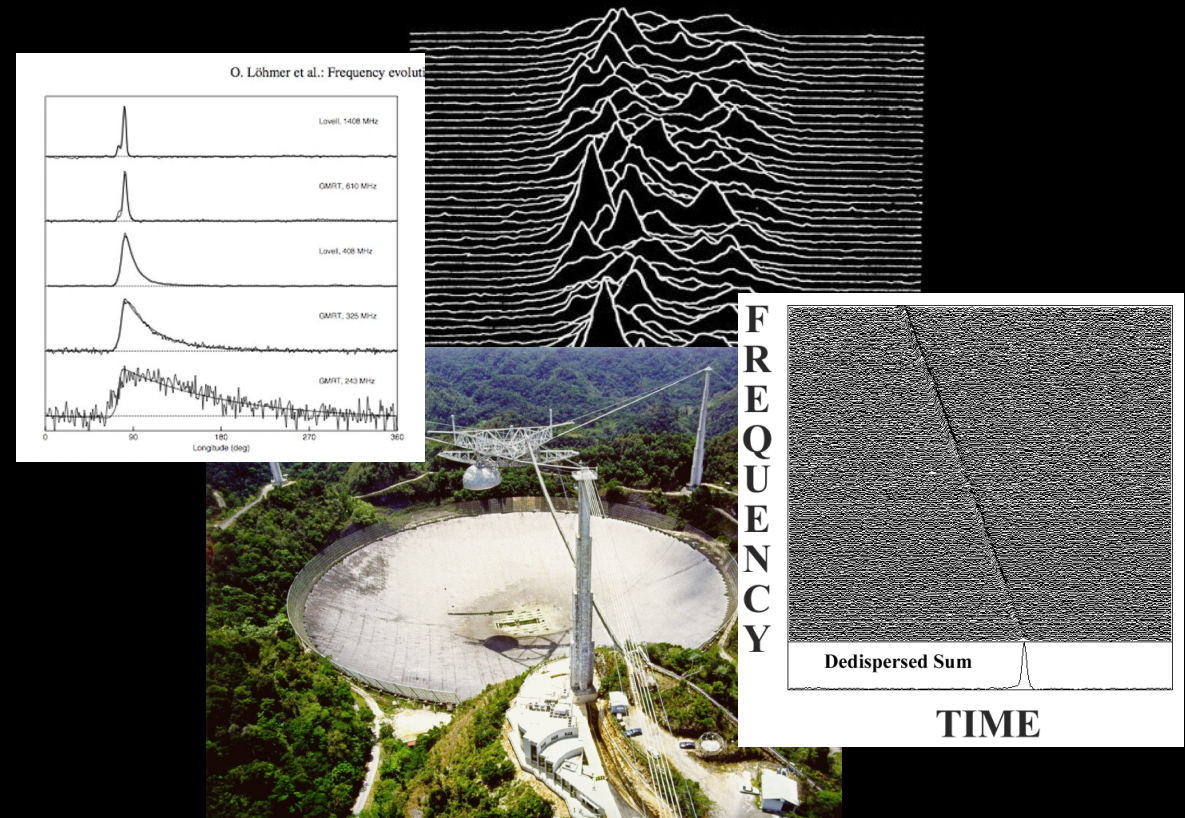 O. Löhmer et al.: Frequency evoluti
Lovell, 1408 MHz
GMRT, 610 MHz
Lovell, 408 MHz
GMRT, 325 MHz
GMRT, 243 MHz
0 90 180 270 360
Longitude (deg)
FREQUENCY
Dedispersed Sum
TIME